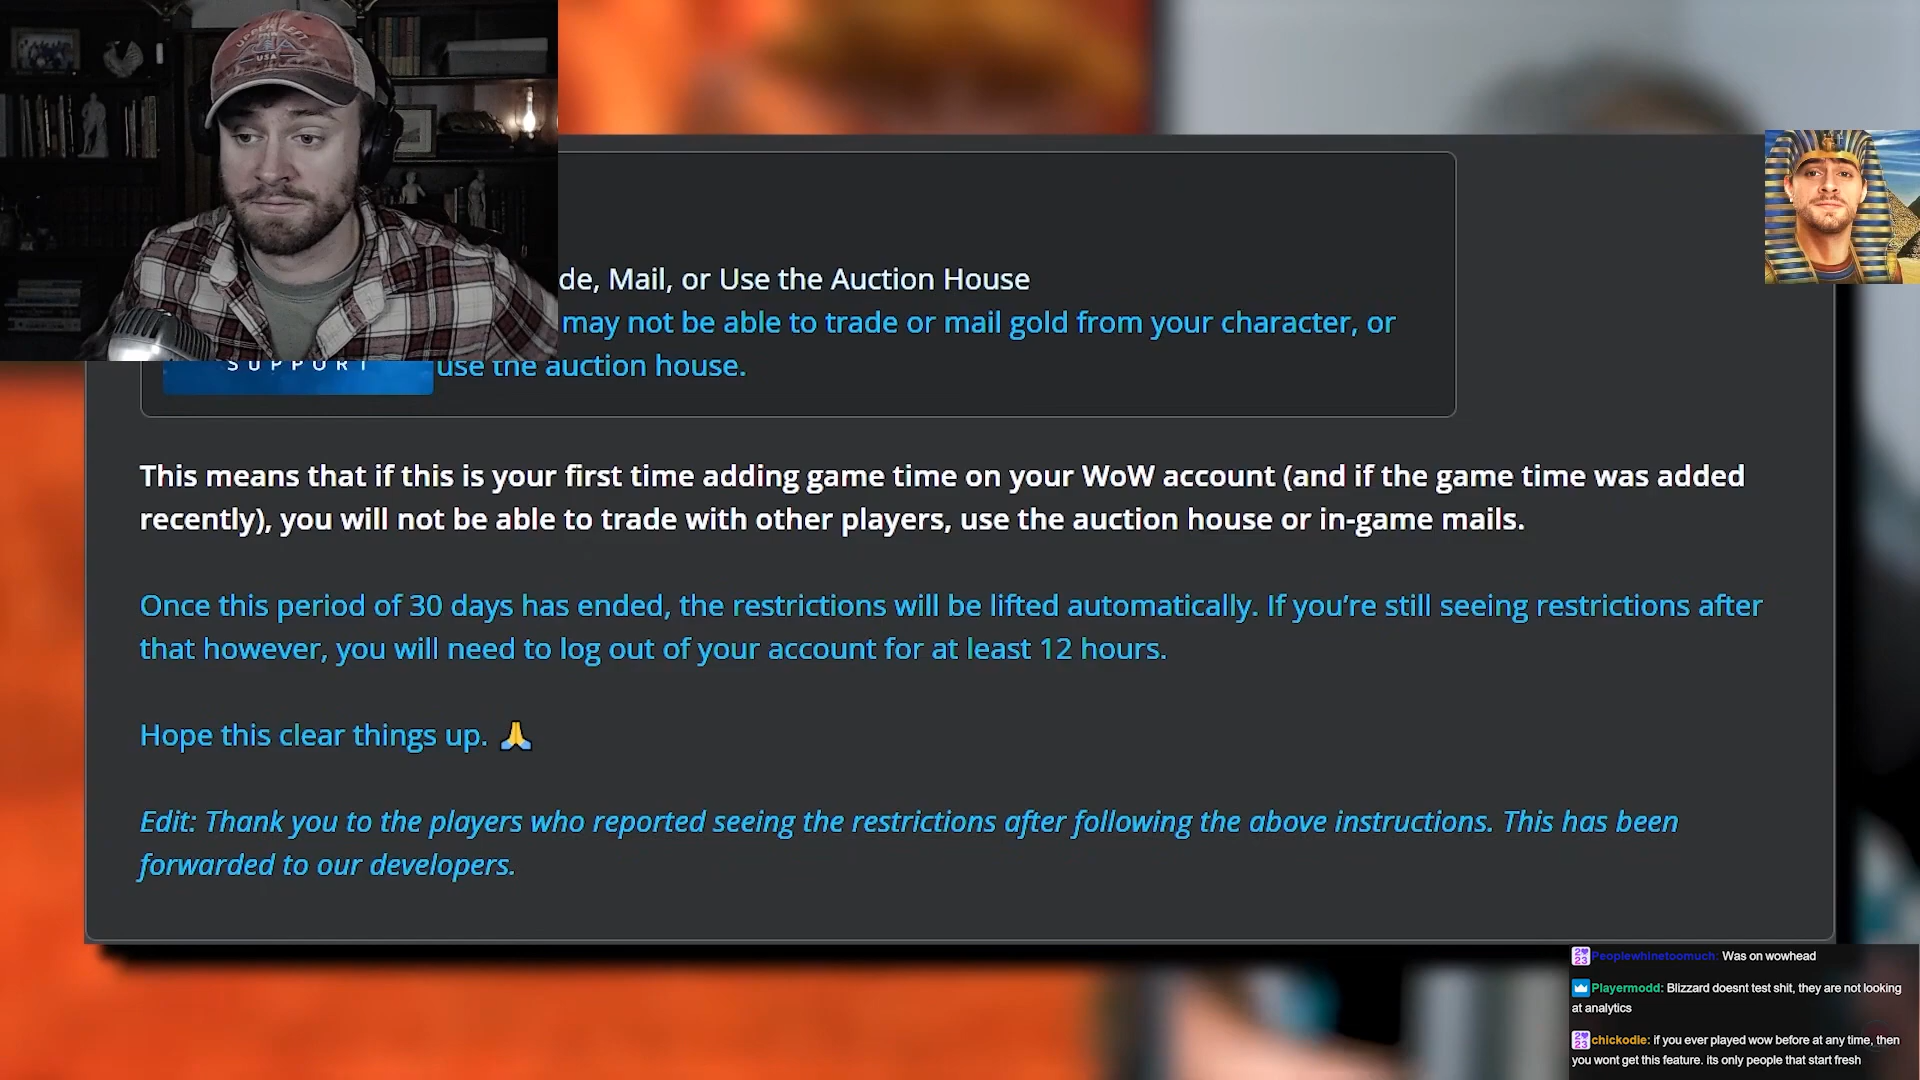 USA
de, Mail, or Use the Auction House
may not be able to trade or mail gold from your character, or
SUPPORT
use the auction house.
This means that if this is your first time adding game time on your WoW account (and if the game time was added
recently), you will not be able to trade with other players, use the auction house or in-game mails.
Once this period of 30 days has ended, the restrictions will be lifted automatically. If you’re still seeing restrictions after
that however, you will need to log out of your account for at least 12 hours.
Hope this clear things up. 🙏
Edit: Thank you to the players who reported seeing the restrictions after following the above instructions. This has been
forwarded to our developers.
Peoplewhinetoomuch: Was on wowhead
Playermodd: Blizzard doesnt test shit, they are not looking
at analytics
chickodie: if you ever played wow before at any time, then
you wont get this feature. its only people that start fresh